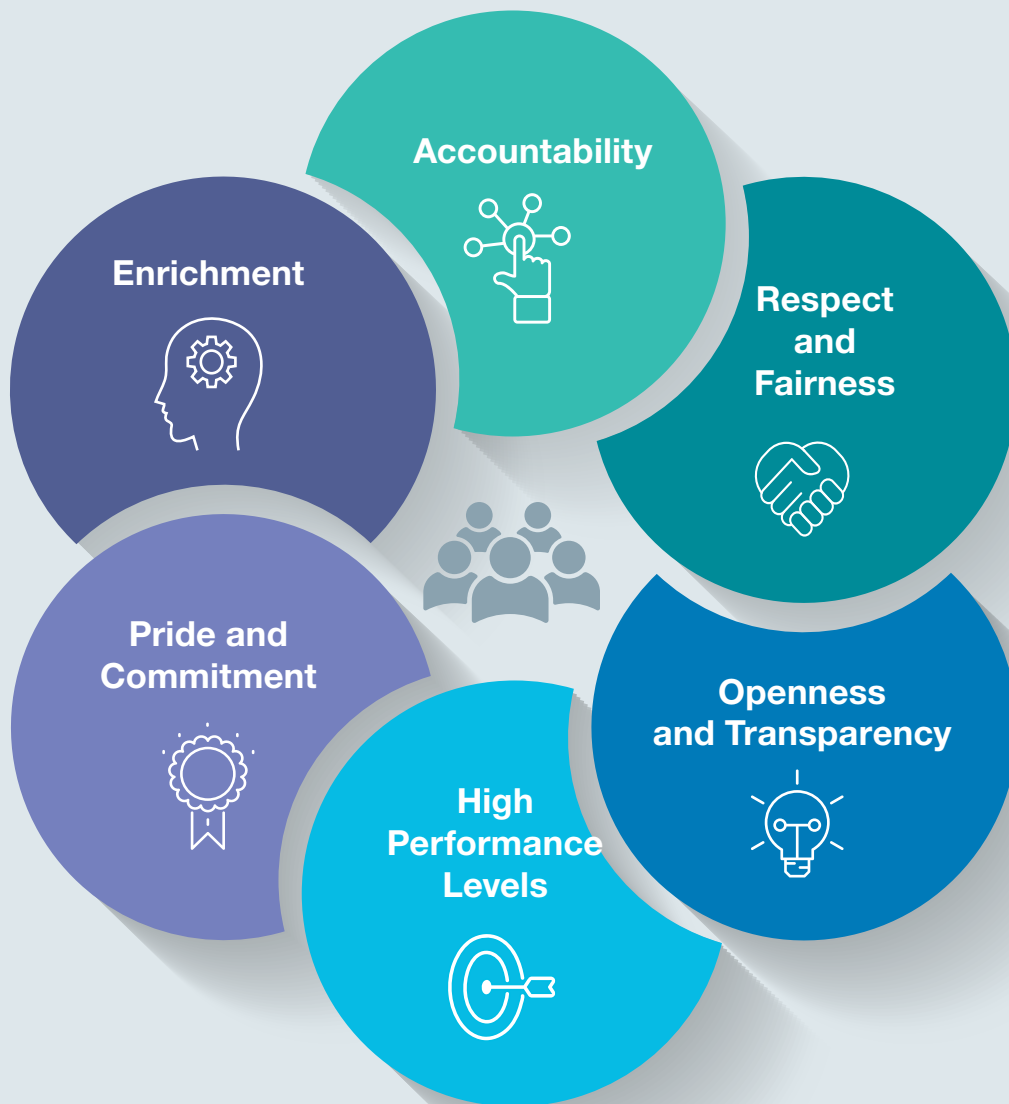 Accountability
Respect
and
Fairness
Openness
and Transparency
High
Performance
Levels
Pride and
Commitment
Enrichment